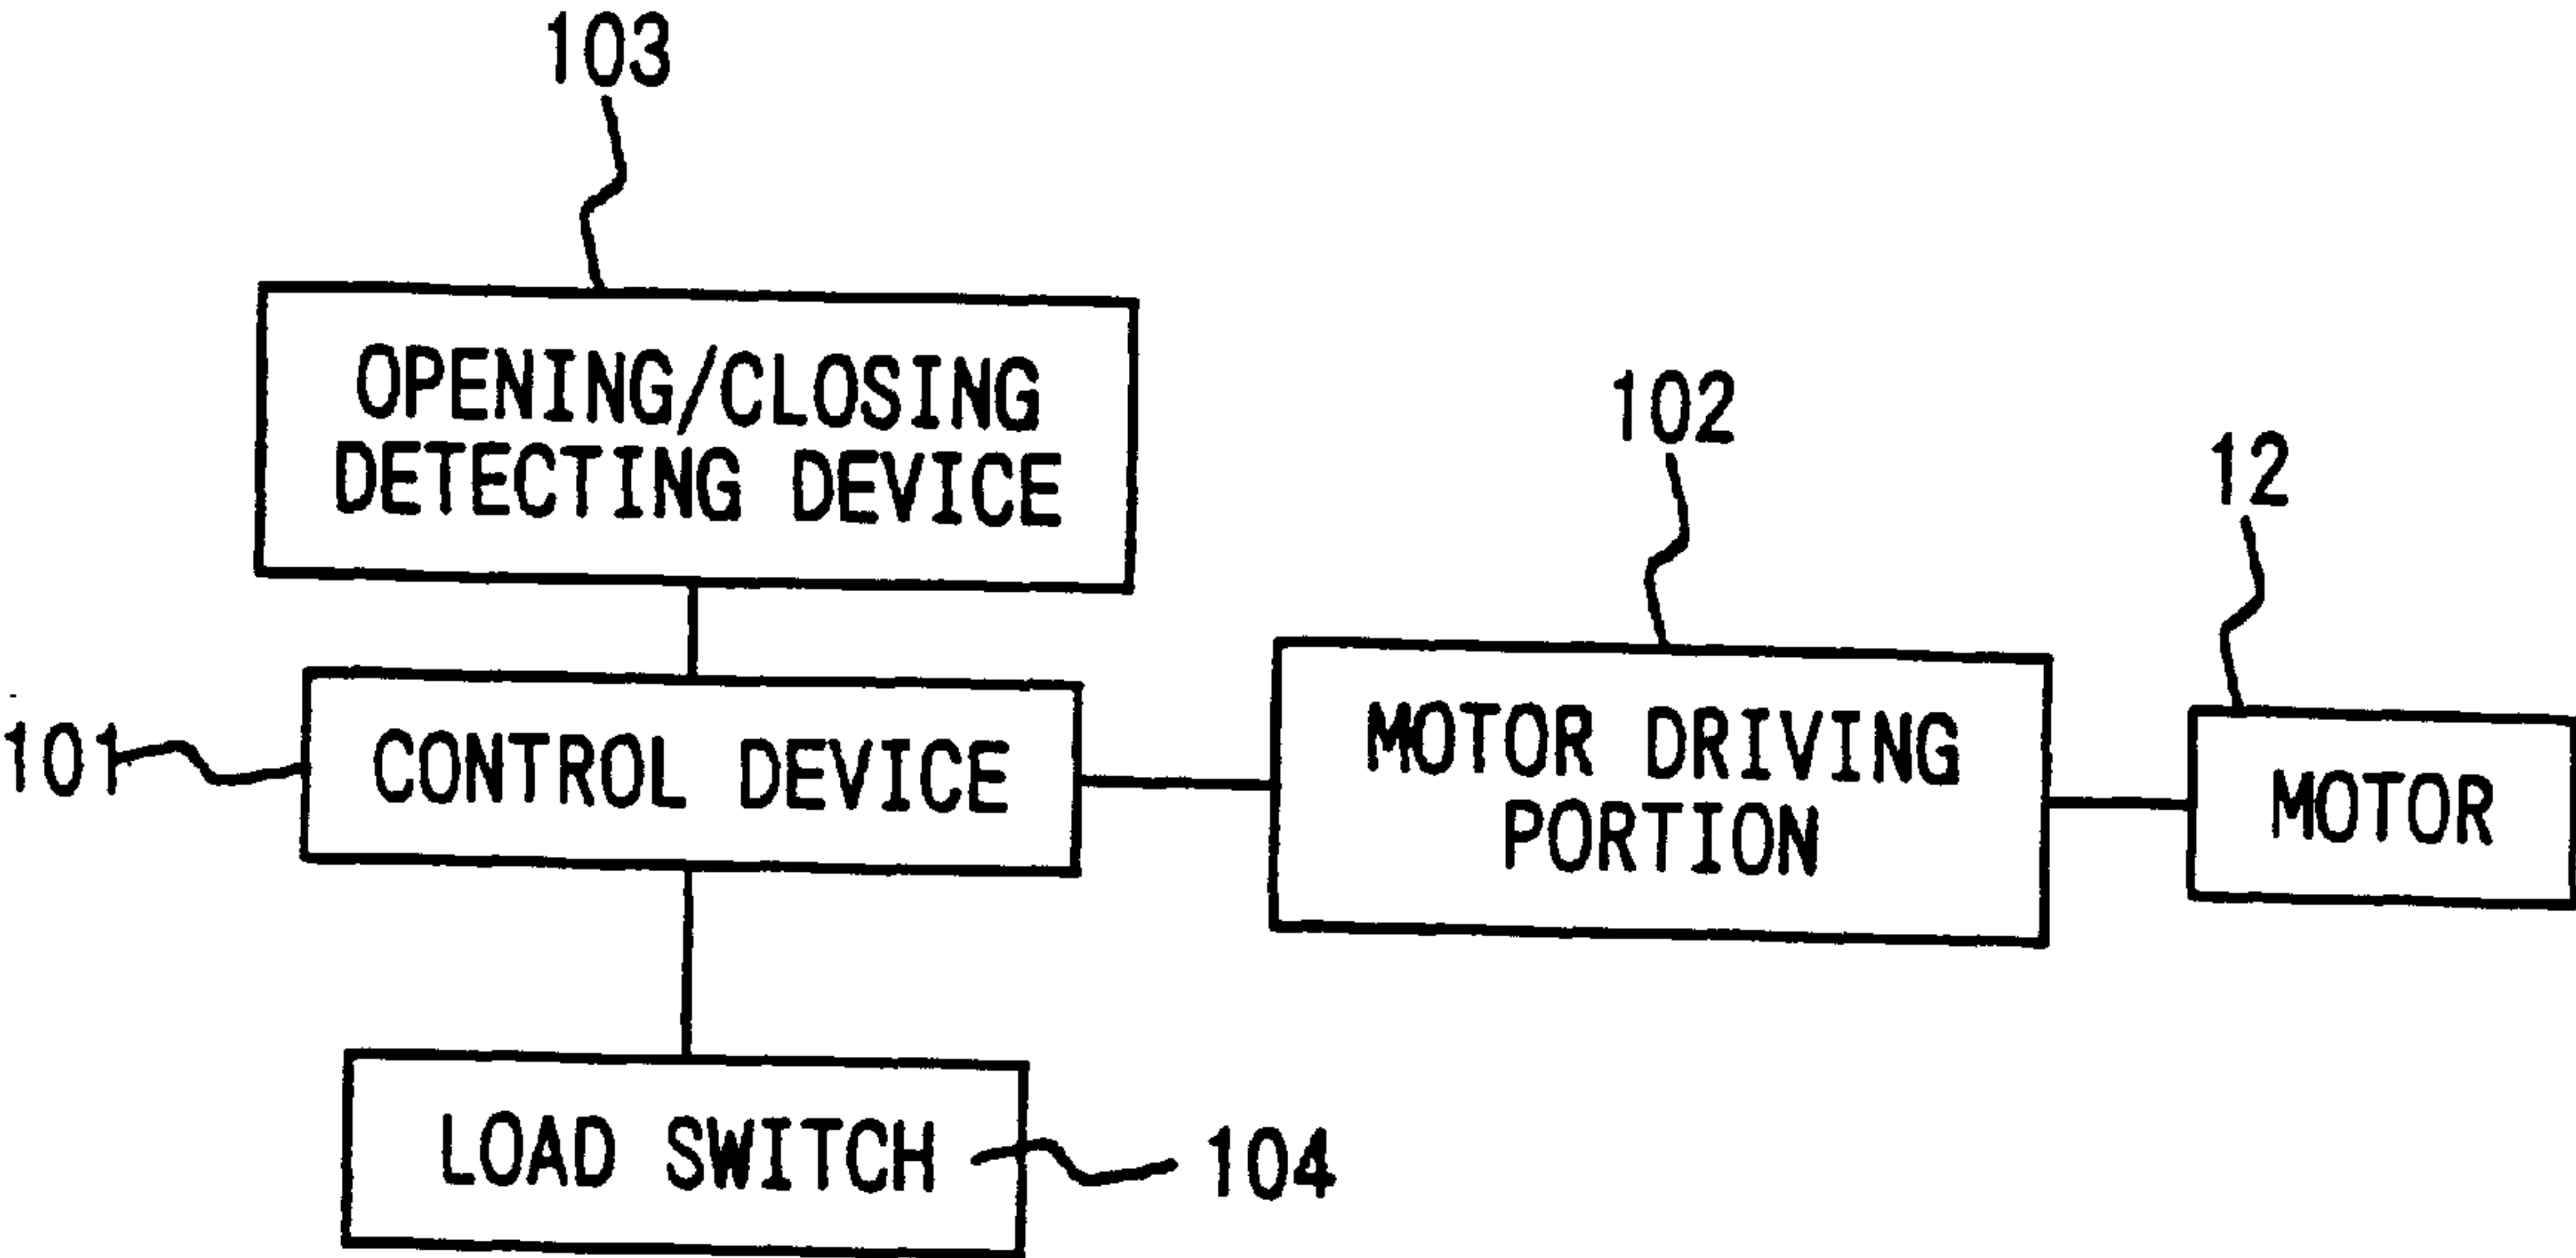 103
OPENING/CLOSING
DETECTING DEVICE
102
12
101
CONTROL DEVICE
MOTOR DRIVING
PORTION
MOTOR
LOAD SWITCH
104